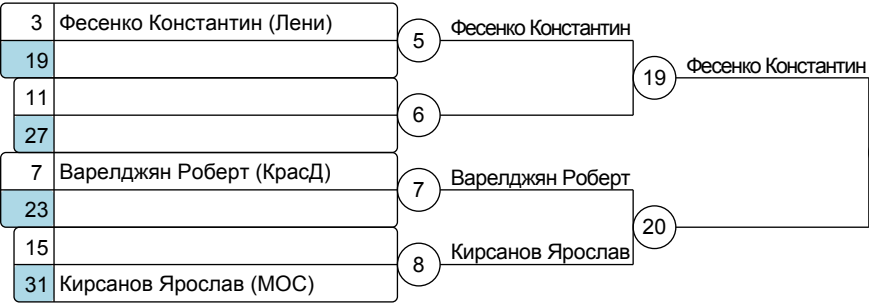 3 Фесенко Константин (Лени)
19
5 Фесенко Константин
11
27
6
19 Фесенко Константин
7 Варелджян Роберт (КрасД)
23
7 Варелджян Роберт
15
31 Кирсанов Ярослав (МОС)
8 Кирсанов Ярослав
20